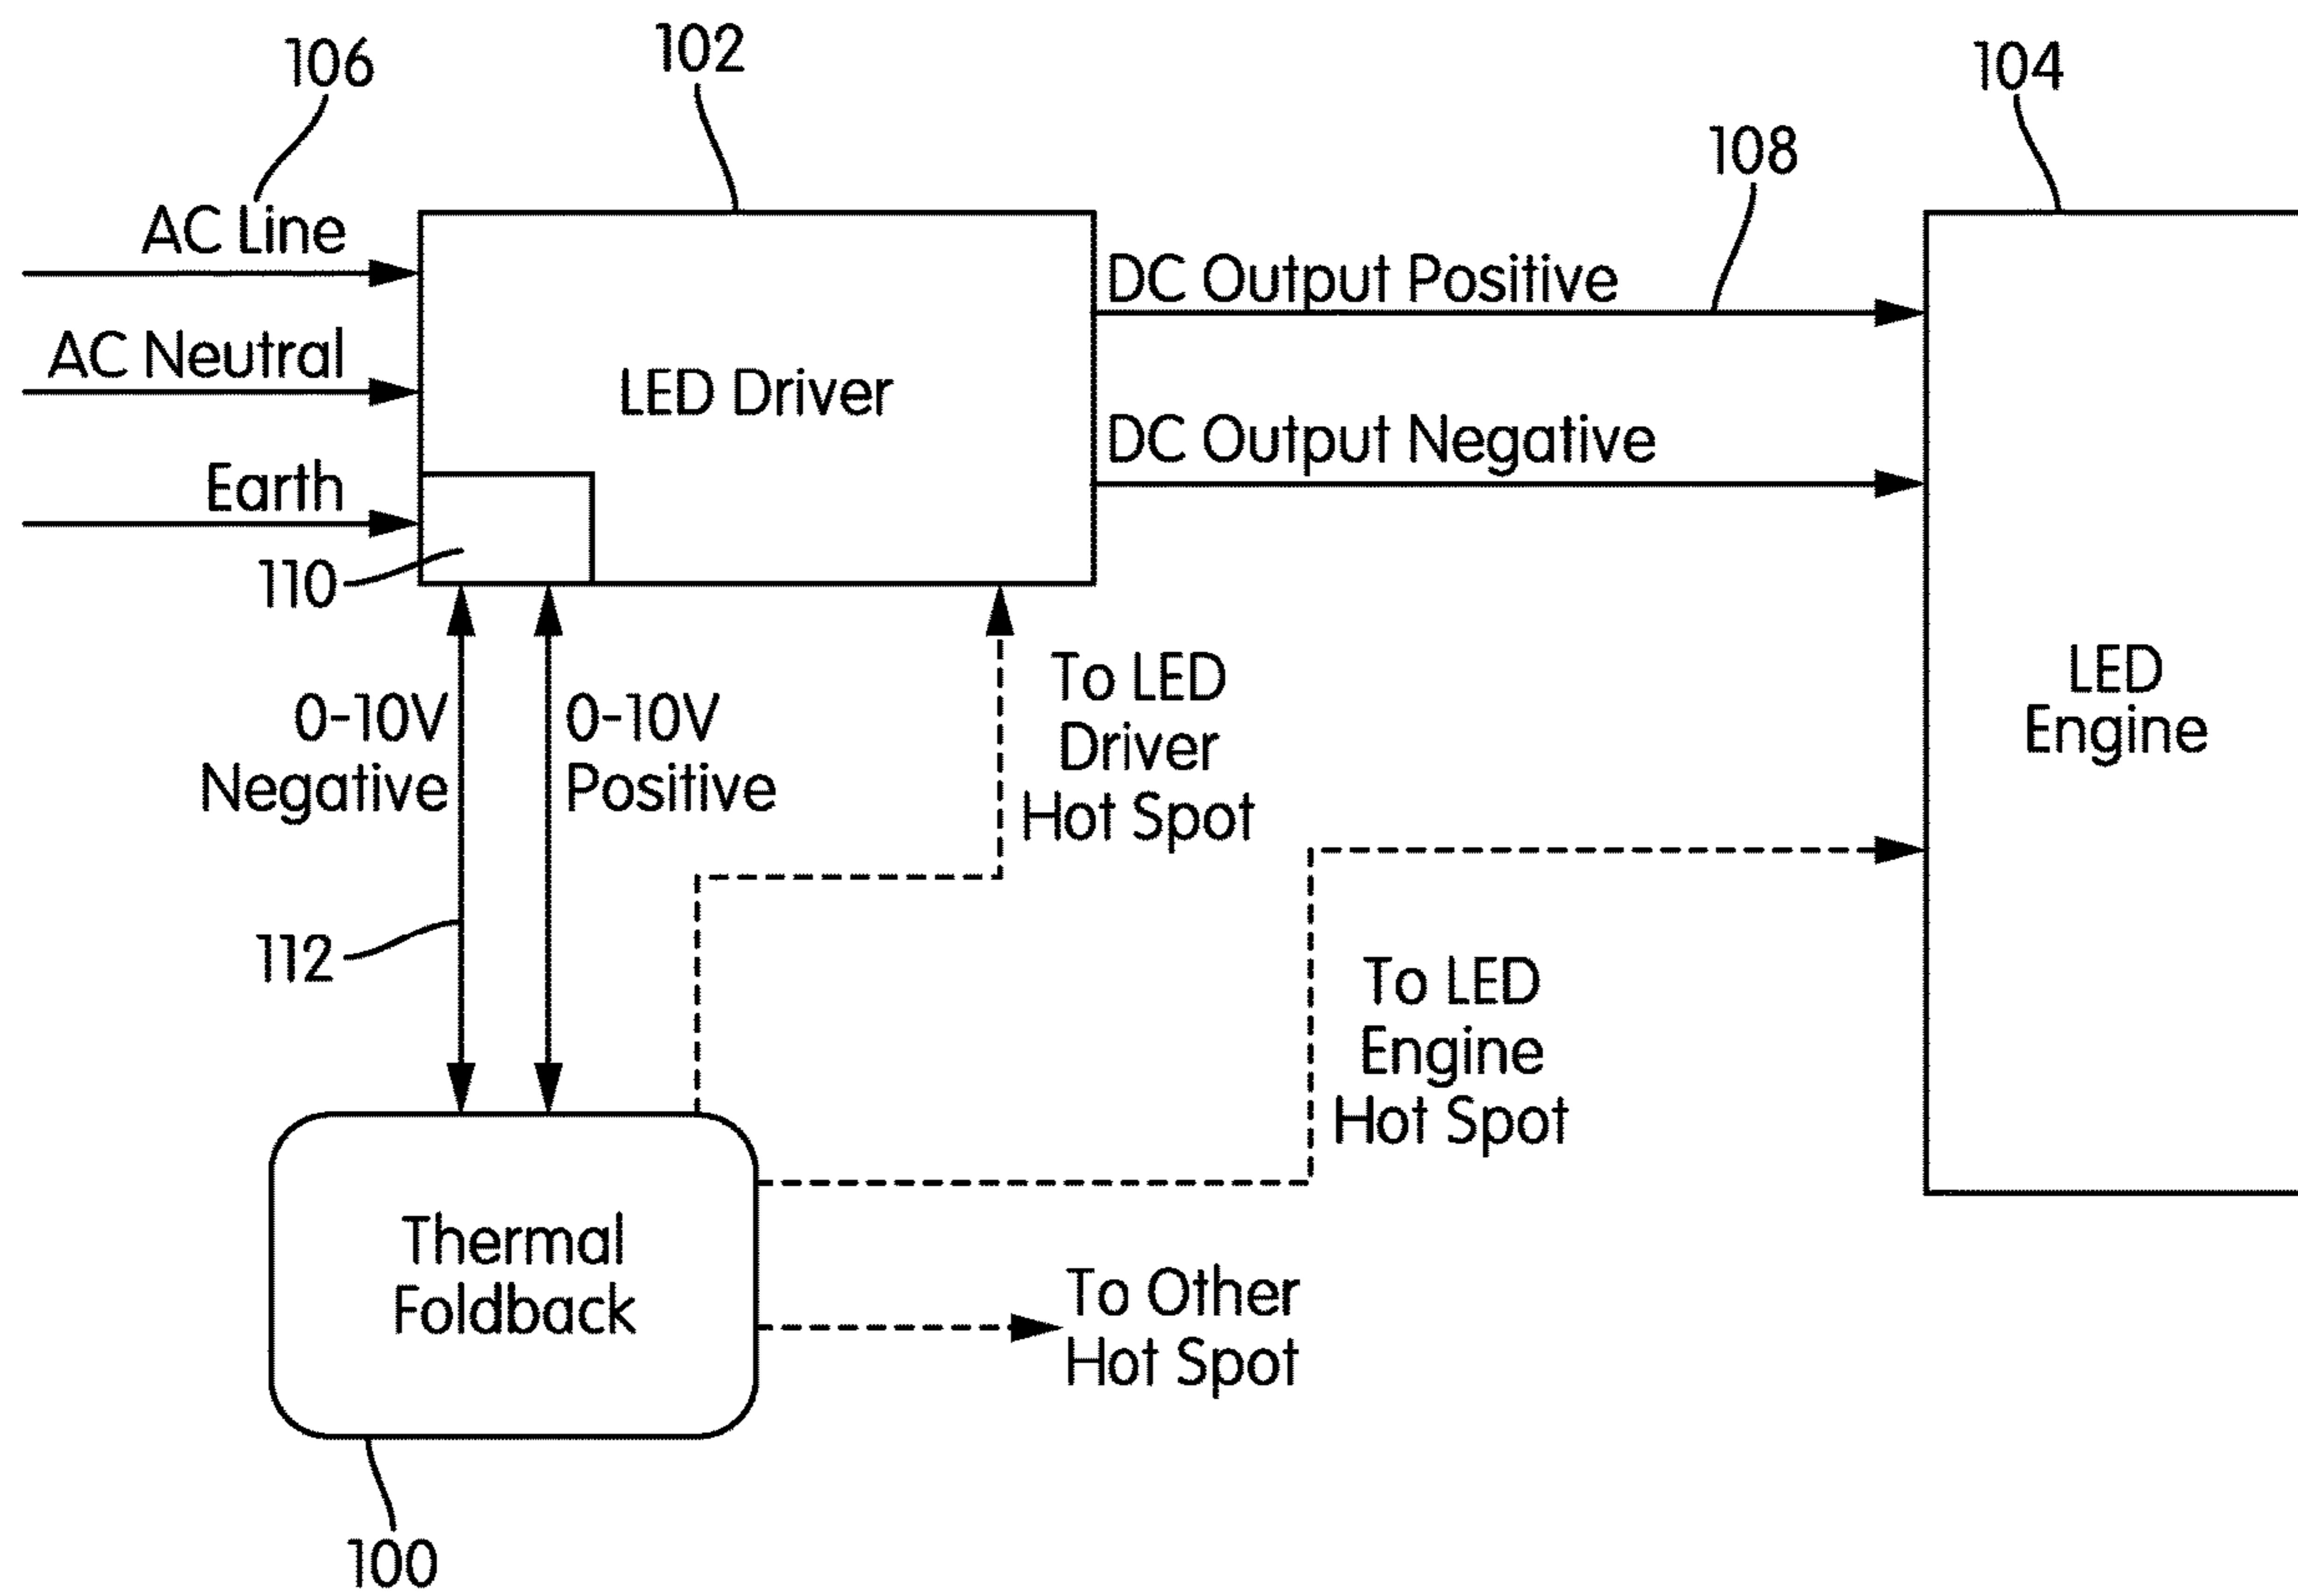 106
102
104
108
AC Line
DC Output Positive
AC Neutral
LED Driver
DC Output Negative
Earth
110
0-10V
Negative
0-10V
Positive
To LED
Driver
Hot Spot
LED
Engine
112
To LED
Engine
Hot Spot
Thermal
Foldback
To Other
Hot Spot
100